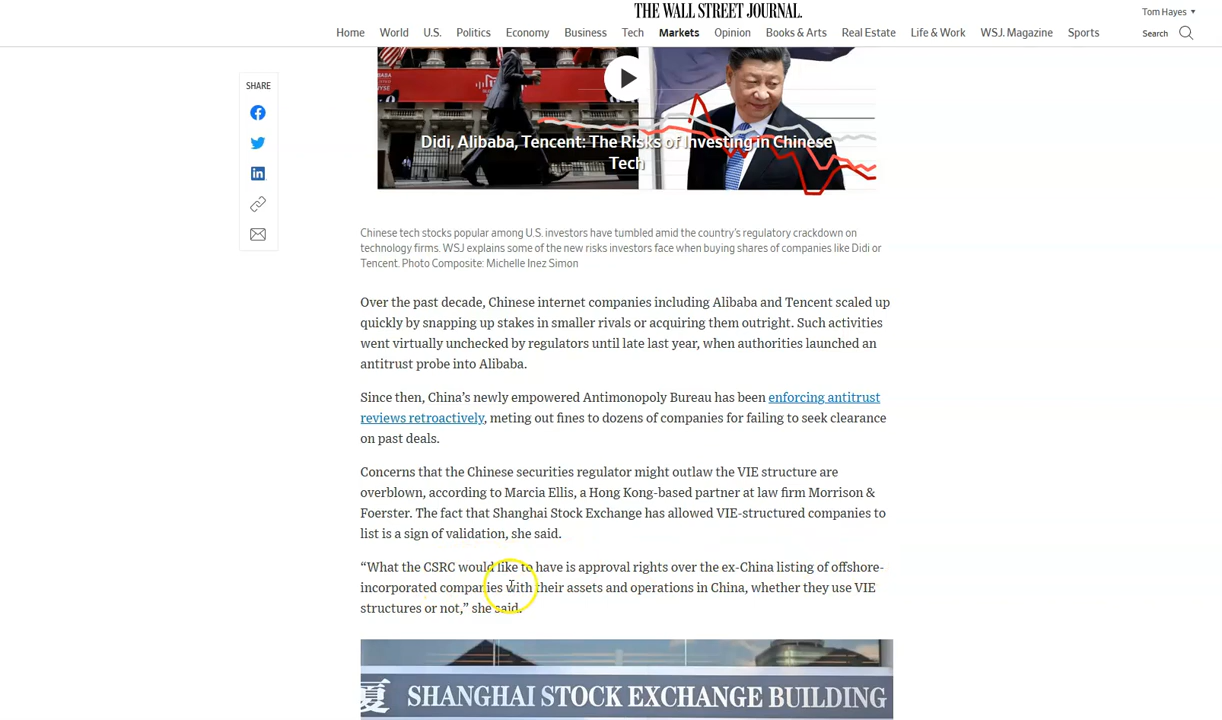 THE WALL STREET JOURNAL.
Tom Hayes
Home World U.S. Politics Economy Business Tech Markets Opinion Books & Arts Real Estate Life & Work WSJ. Magazine Sports Search
SHARE
Didi, Alibaba, Tencent: The Risks of Investing in Chinese
Tech
Chinese tech stocks popular among U.S. investors have tumbled amid the country's regulatory crackdown on
technology firms. WSJ explains some of the new risks investors face when buying shares of companies like Didi or
Tencent. Photo Composite: Michelle Inez Simon
Over the past decade, Chinese internet companies including Alibaba and Tencent scaled up
quickly by snapping up stakes in smaller rivals or acquiring them outright. Such activities
went virtually unchecked by regulators until late last year, when authorities launched an
antitrust probe into Alibaba.
Since then, China's newly empowered Antimonopoly Bureau has been enforcing antitrust
reviews retroactively, meting out fines to dozens of companies for failing to seek clearance
on past deals.
Concerns that the Chinese securities regulator might outlaw the VIE structure are
overblown, according to Marcia Ellis, a Hong Kong-based partner at law firm Morrison &
Foerster. The fact that Shanghai Stock Exchange has allowed VIE-structured companies to
list is a sign of validation, she said.
“What the CSRC would like to have is approval rights over the ex-China listing of offshore-
incorporated companies with their assets and operations in China, whether they use VIE
structures or not,” she said.
SHANGHAI STOCK EXCHANGE BUILDING